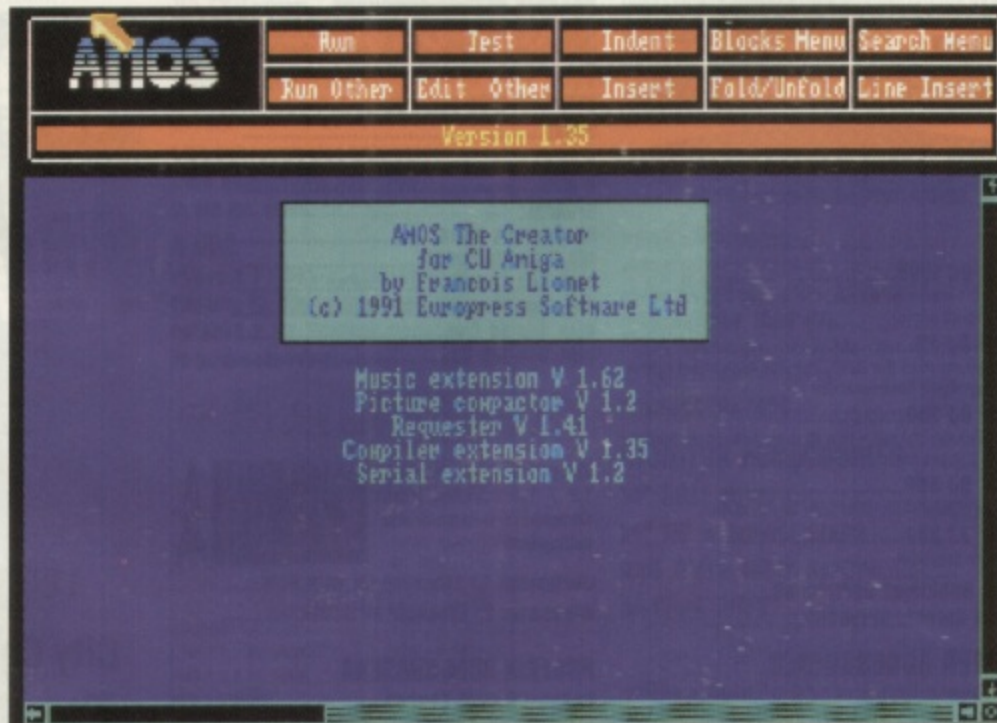 AMOS
Run Test Indent Blocks Menu Search Menu
Run Other Edit Other Insert Fold/Unfold Line Insert
Version 1.35
AMOS The Creator
for CU Amiga
by Francois Lionet
(c) 1991 Europress Software Ltd
Music extension V 1.62
Picture compactor V 1.2
Requester V 1.41
Compiler extension V 1.35
Serial extension V 1.2